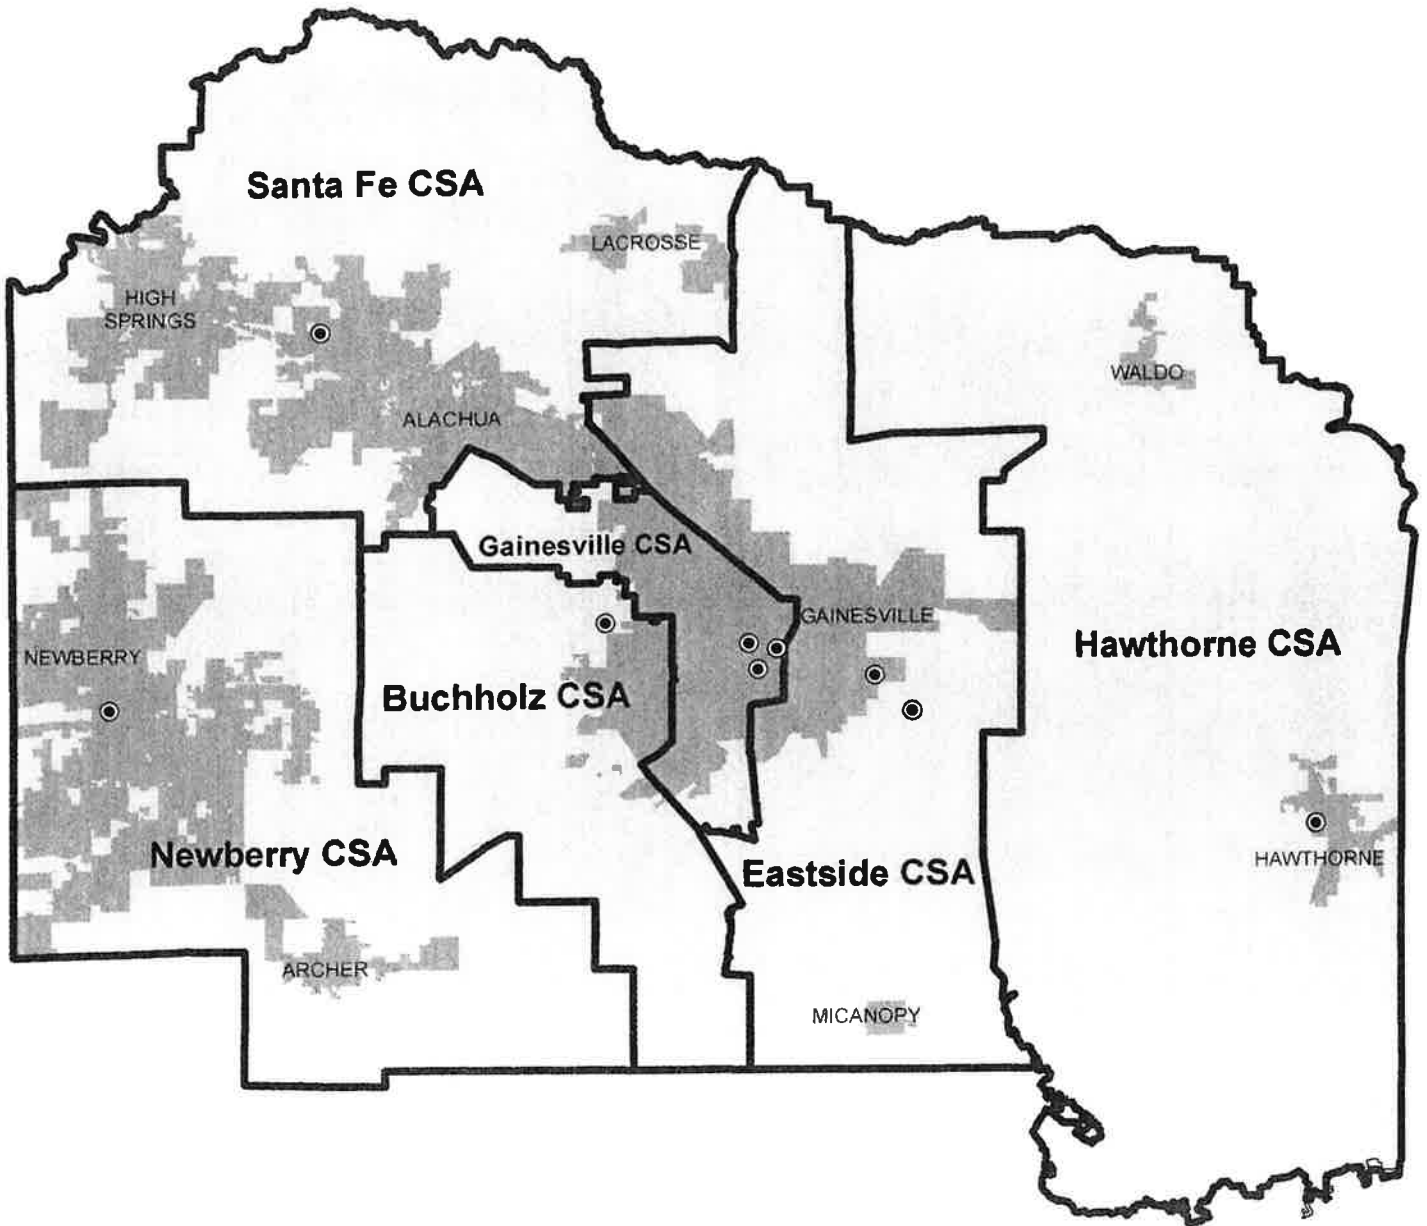 Santa Fe CSA
LACROSSE
HIGH
SPRINGS
WALDO
ALACHUA
Gainesville CSA
GAINESVILLE
Hawthorne CSA
NEWBERRY
Buchholz CSA
Newberry CSA
HAWTHORNE
Eastside CSA
ARCHER
MICANOPY